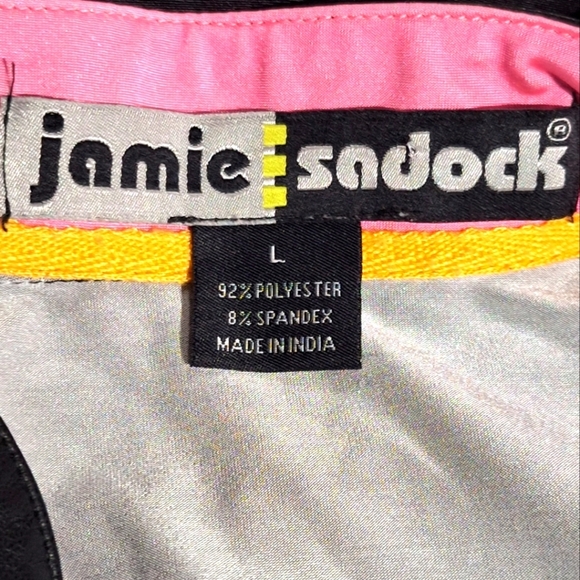 jamie sadock®
L
92% POLYESTER
8% SPANDEX
MADE IN INDIA